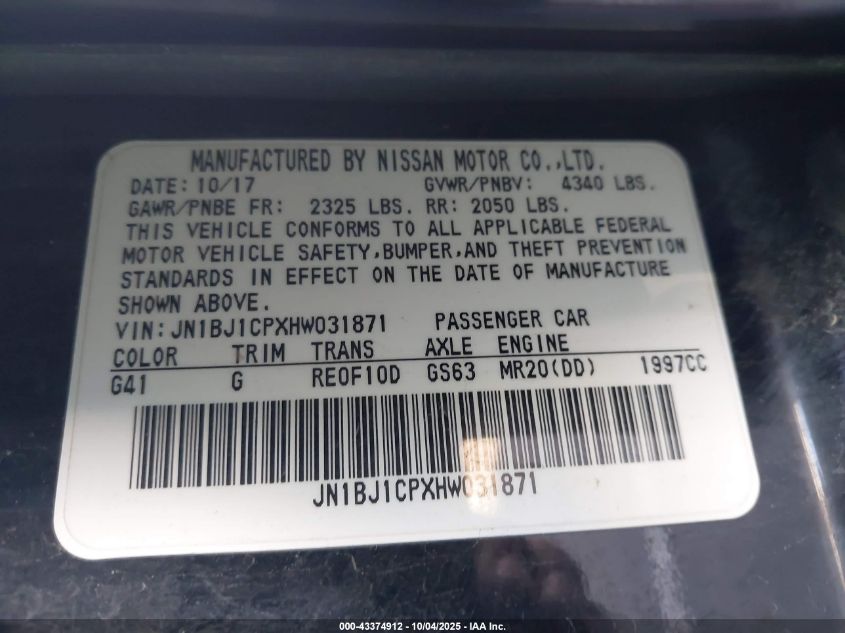 MANUFACTURED BY NISSAN MOTOR CO.,LTD.
DATE: 10/17 GVWR/PNBV: 4340 LBS.
GAWR/PNBE FR: 2325 LBS. RR: 2050 LBS.
THIS VEHICLE CONFORMS TO ALL APPLICABLE FEDERAL
MOTOR VEHICLE SAFETY,BUMPER,AND THEFT PREVENTION
STANDARDS IN EFFECT ON THE DATE OF MANUFACTURE
SHOWN ABOVE.
VIN: JN1BJ1CPXHW031871 PASSENGER CAR
COLOR TRIM TRANS AXLE ENGINE
G41 G RE0F10D GS63 MR20(DD) 1997CC
JN1BJ1CPXHW031871
000-43374912 - 10/04/2025 - IAA Inc.